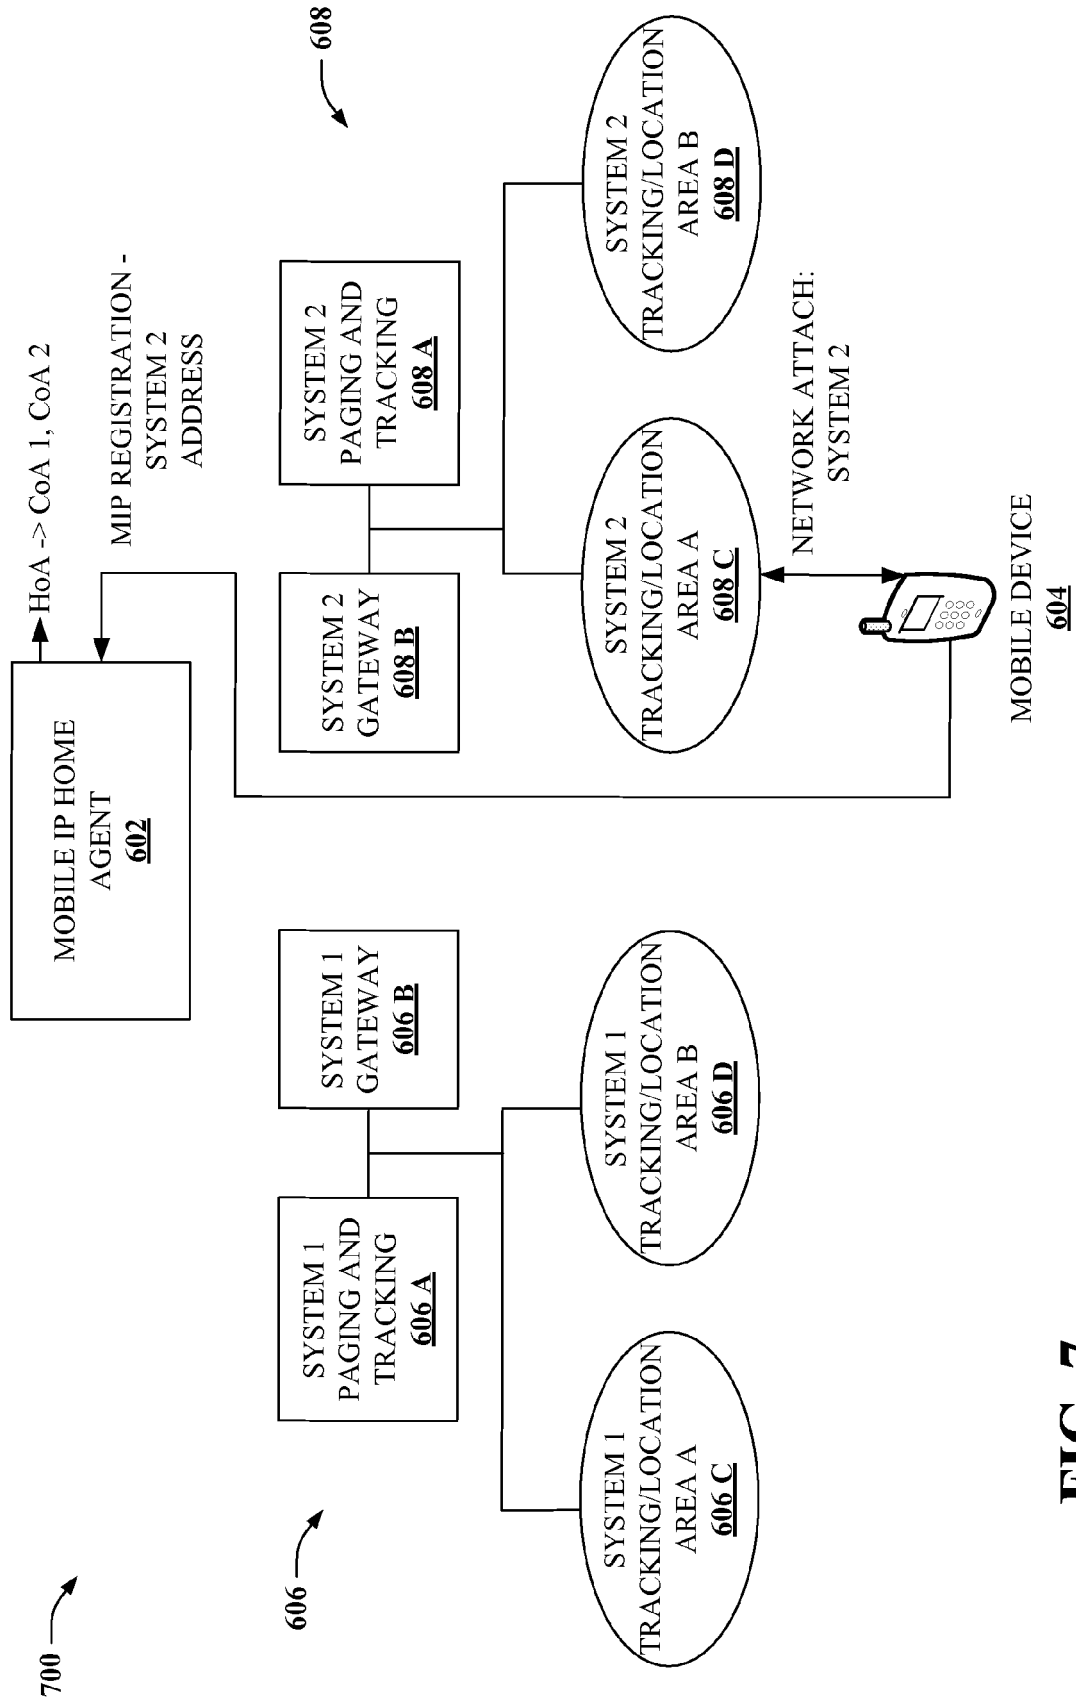 700
MOBILE IP HOME
AGENT
602
HoA -> CoA 1, CoA 2
MIP REGISTRATION -
SYSTEM 2
ADDRESS
606
608
SYSTEM 1
PAGING AND
TRACKING
606 A
SYSTEM 1
GATEWAY
606 B
SYSTEM 2
GATEWAY
608 B
SYSTEM 2
PAGING AND
TRACKING
608 A
SYSTEM 1
TRACKING/LOCATION
AREA A
606 C
SYSTEM 1
TRACKING/LOCATION
AREA B
606 D
SYSTEM 2
TRACKING/LOCATION
AREA A
608 C
SYSTEM 2
TRACKING/LOCATION
AREA B
608 D
NETWORK ATTACH:
SYSTEM 2
MOBILE DEVICE
604
FIG. 7